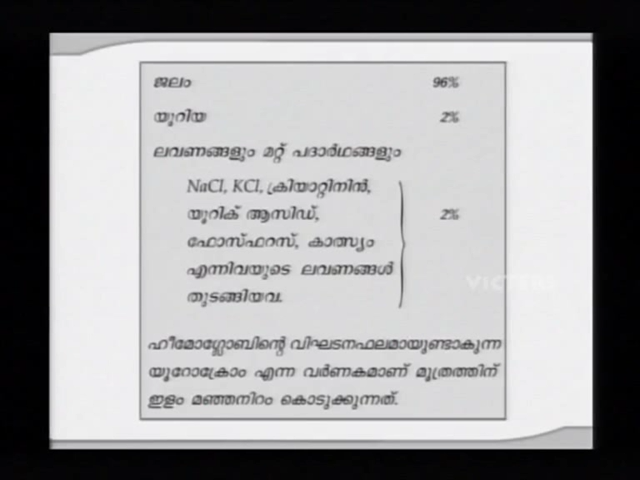 ജലം 96%
യൂറിയ 2%
ലവണങ്ങളും മറ്റ് പദാർഥങ്ങളും
NaCl, KCl, ക്രിയാറ്റിനിൻ,
യൂറിക് ആസിഡ്, 2%
ഫോസ്ഫറസ്, കാത്സ്യം
എന്നിവയുടെ ലവണങ്ങൾ
തുടങ്ങിയവ.
ഹീമോഗ്ലോബിന്റെ വിഘടനഫലമായുണ്ടാകുന്ന
യൂറോക്രോം എന്ന വർണകമാണ് മൂത്രത്തിന്
ഇളം മഞ്ഞനിറം കൊടുക്കുന്നത്.
VICTERS